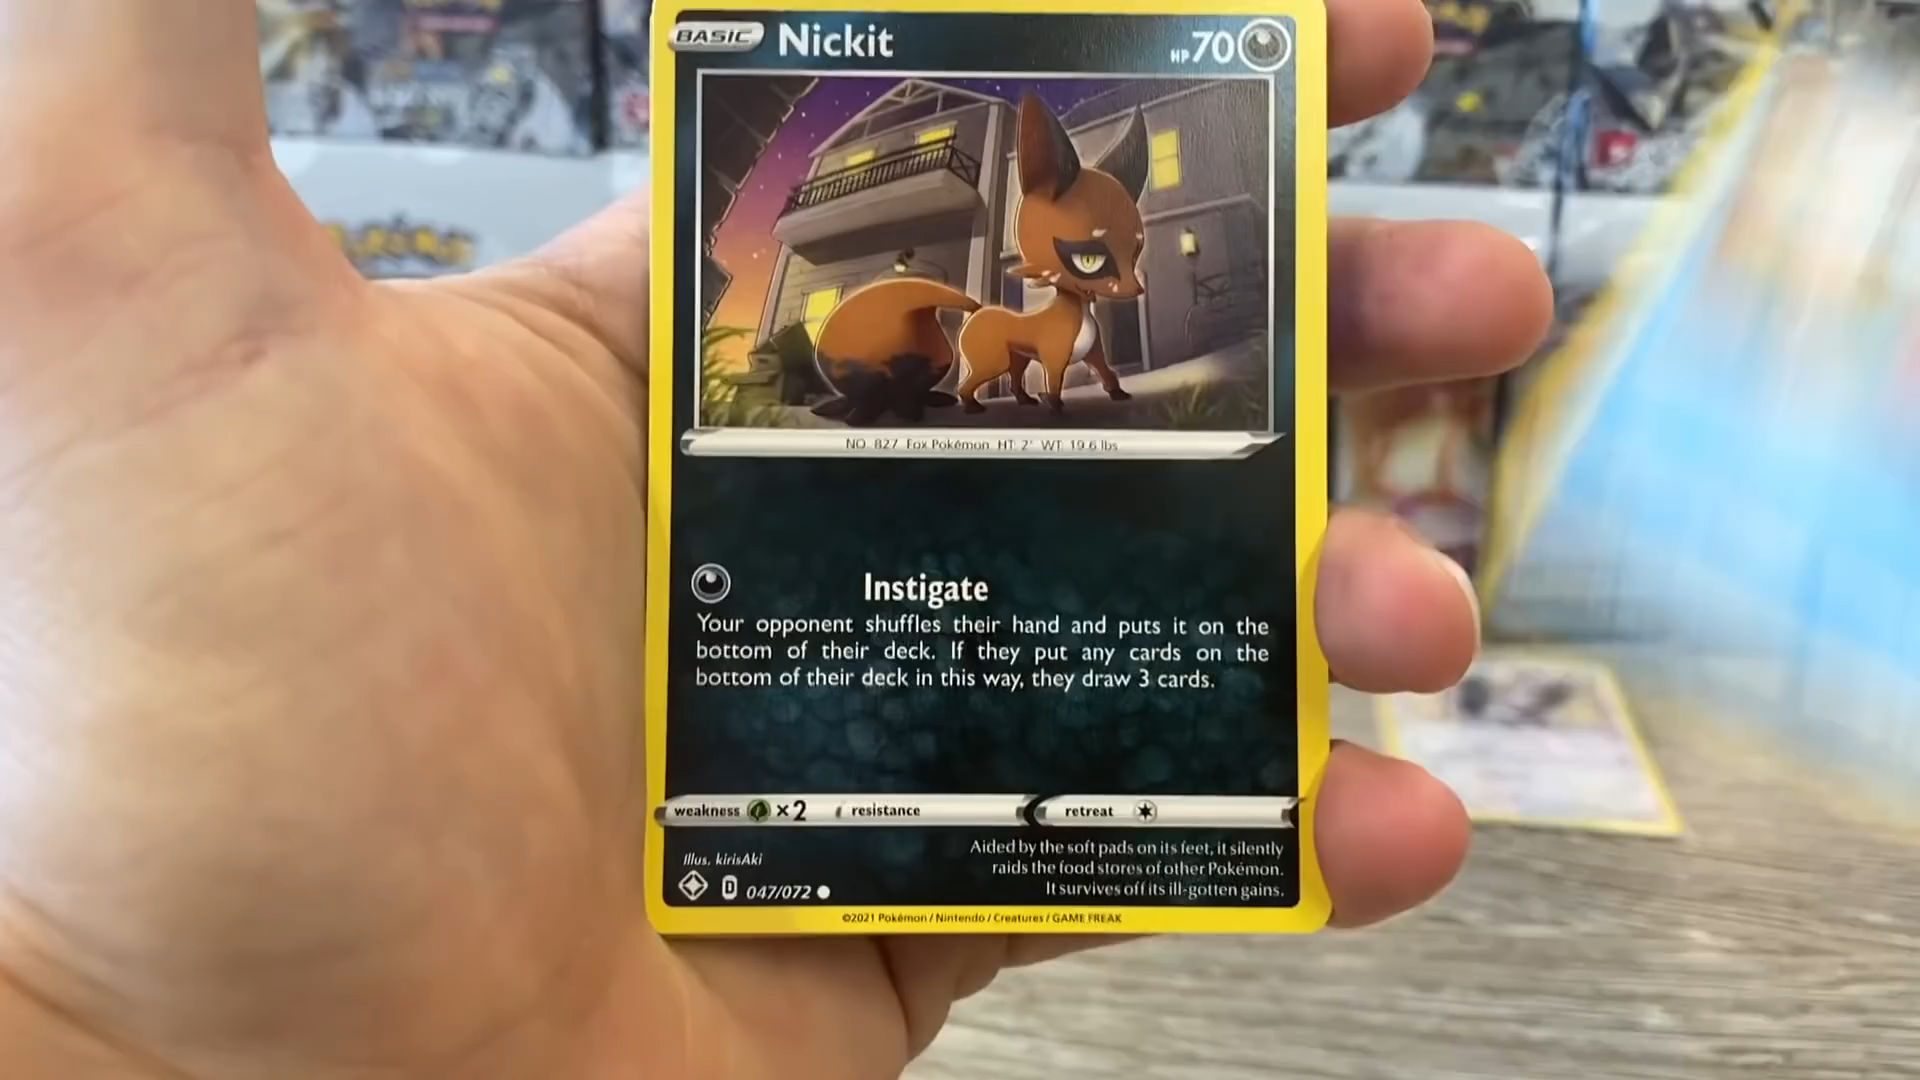 BASIC Nickit HP 70
NO. 827 Fox Pokémon HT: 2' WT: 19.6 lbs
Instigate
Your opponent shuffles their hand and puts it on the
bottom of their deck. If they put any cards on the
bottom of their deck in this way, they draw 3 cards.
weakness ×2 resistance retreat
Illus. kirisAki
Aided by the soft pads on its feet, it silently
raids the food stores of other Pokémon.
It survives off its ill-gotten gains.
D 047/072
©2021 Pokémon / Nintendo / Creatures / GAME FREAK